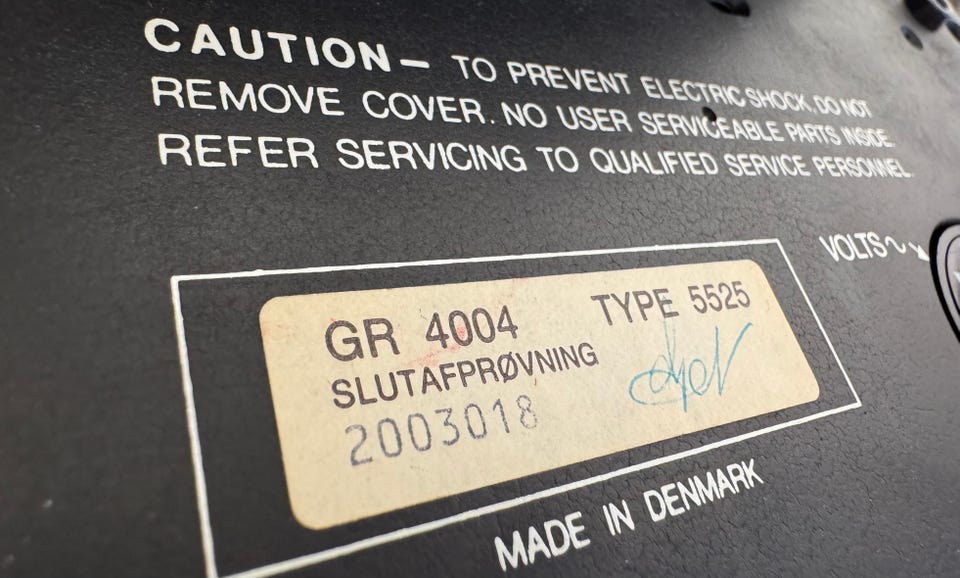 CAUTION — TO PREVENT ELECTRIC SHOCK, DO NOT
REMOVE COVER. NO USER SERVICEABLE PARTS INSIDE.
REFER SERVICING TO QUALIFIED SERVICE PERSONNEL.
VOLTS~
GR 4004 TYPE 5525
SLUTAFPRØVNING
2003018
MADE IN DENMARK